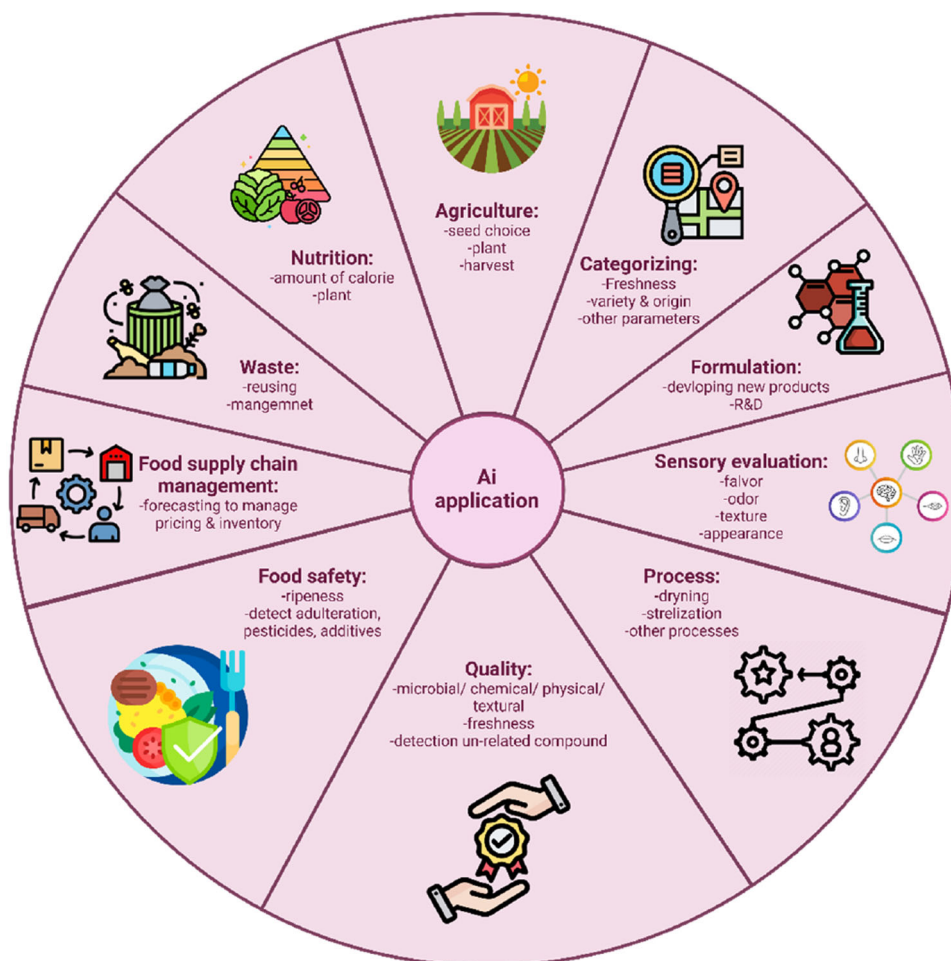 Agriculture:
-seed choice
-plant
-harvest
Categorizing:
-Freshness
-variety & origin
-other parameters
Formulation:
-devloping new products
-R&D
Sensory evaluation:
-falvor
-odor
-texture
-appearance
Process:
-dryning
-strelization
-other processes
Quality:
-microbial/ chemical/ physical/
textural
-freshness
-detection un-related compound
Food safety:
-ripeness
-detect adulteration,
pesticides, additives
Food supply chain
management:
-forecasting to manage
pricing & inventory
Waste:
-reusing
-mangemnet
Nutrition:
-amount of calorie
-plant
Ai
application